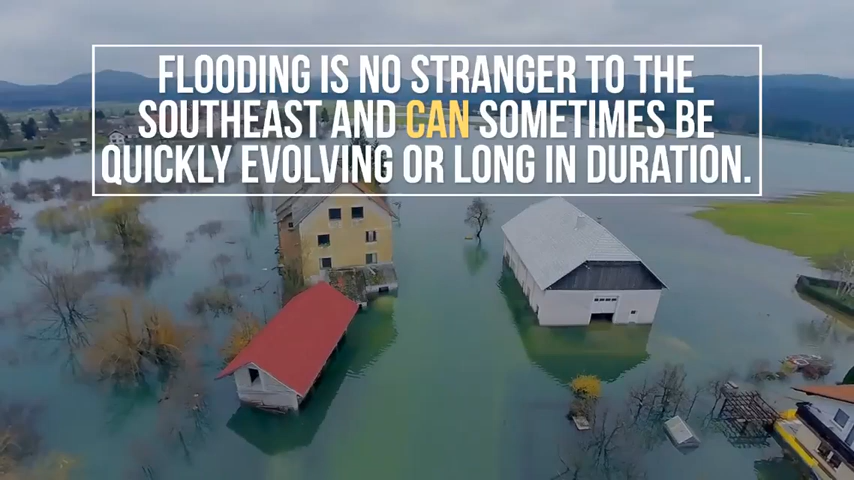 FLOODING IS NO STRANGER TO THE
SOUTHEAST AND CAN SOMETIMES BE
QUICKLY EVOLVING OR LONG IN DURATION.